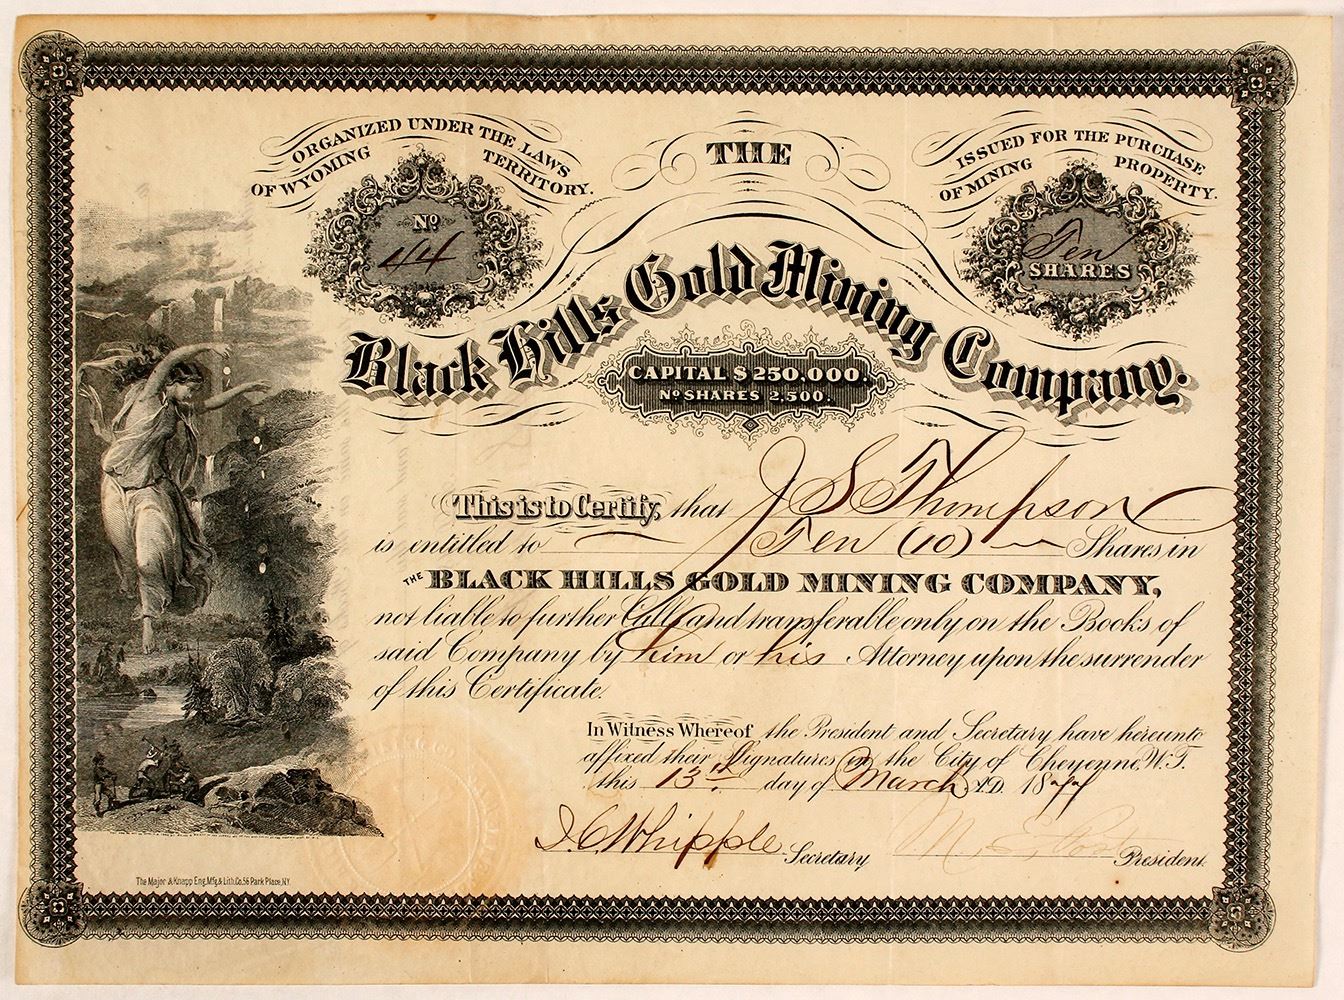 ORGANIZED UNDER THE LAWS
OF WYOMING TERRITORY.
No
44
THE
ISSUED FOR THE PURCHASE
OF MINING PROPERTY.
Ten
SHARES
Black Hills Gold Mining Company.
CAPITAL $250,000.
No SHARES 2,500.
This is to Certify, that J S Thompson
is entitled to Ten (10) Shares in
THE BLACK HILLS GOLD MINING COMPANY,
not liable to further Calls and transferable only on the Books of
said Company by him or his Attorney upon the surrender
of this Certificate.
In Witness Whereof the President and Secretary have hereunto
affixed their Signatures in the City of Cheyenne, W.T.
this 13th day of March A.D. 1877
I. C. Whipple Secretary M. E. Post President.
The Major & Knapp Eng. Mfg. & Lith. Co. 56 Park Place, N.Y.